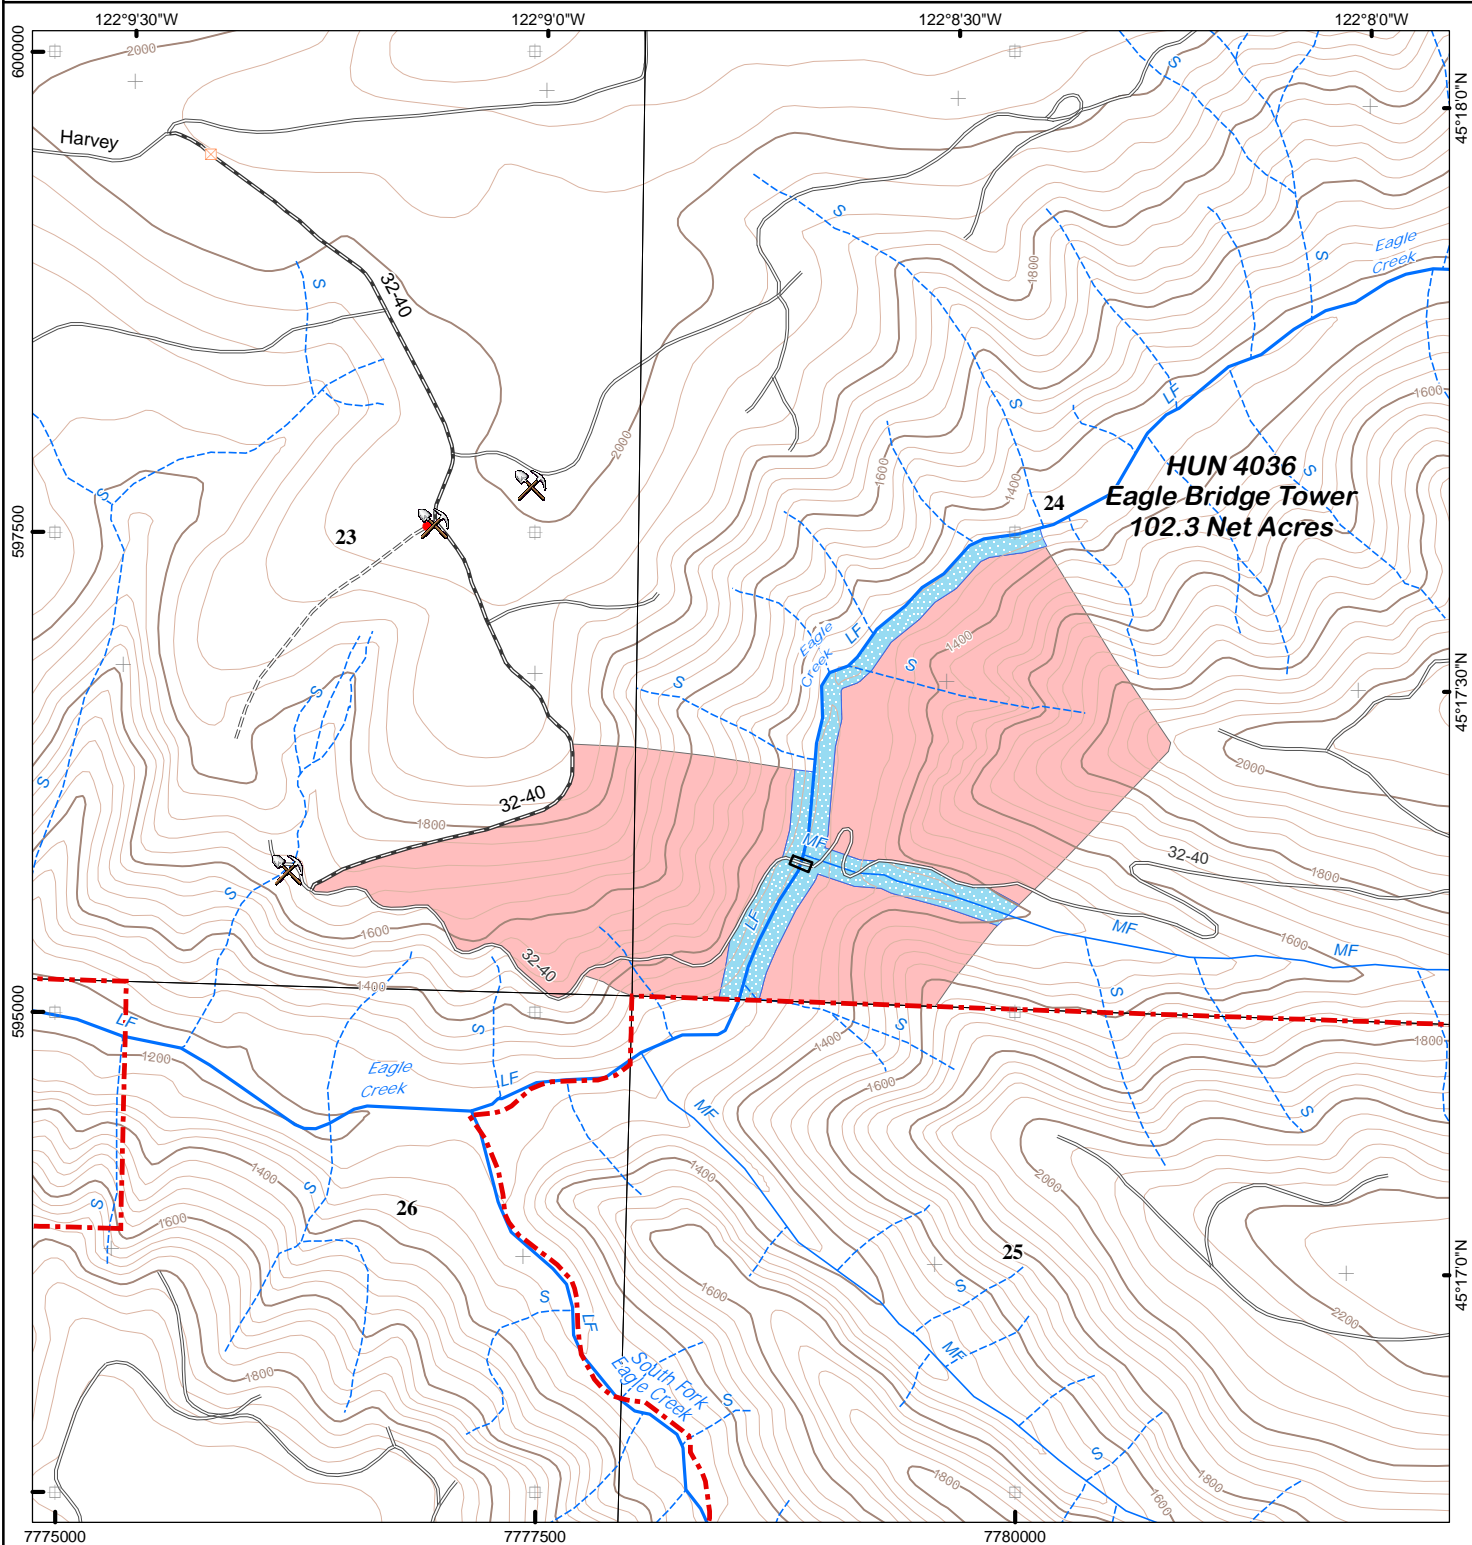 122°9'30"W
122°9'0"W
122°8'30"W
122°8'0"W
600000
2000
S
45°18'0"N
Harvey
S
Eagle
Creek
S
1800
S
32-40
LF
1600
2000
S
S
HUN 4036
Eagle Bridge Tower
102.3 Net Acres
1600
1400
24
S
597500
23
Eagle
Creek
LF
1400
S
S
S
45°17'30"N
S
2000
32-40
1800
MF
32-40
1800
S
LF
1600
MF
1600
MF
32-40
1400
S
595000
LF
S
S
1400
1800
1200
Eagle
Creek
LF
1600
MF
S
1400
1400
2000
S
S
1600
26
25
45°17'0"N
S
LF
1600
S
2200
MF
South Fork
Eagle Creek
S
1800
S
1800
1800
1600
7775000
7777500
7780000